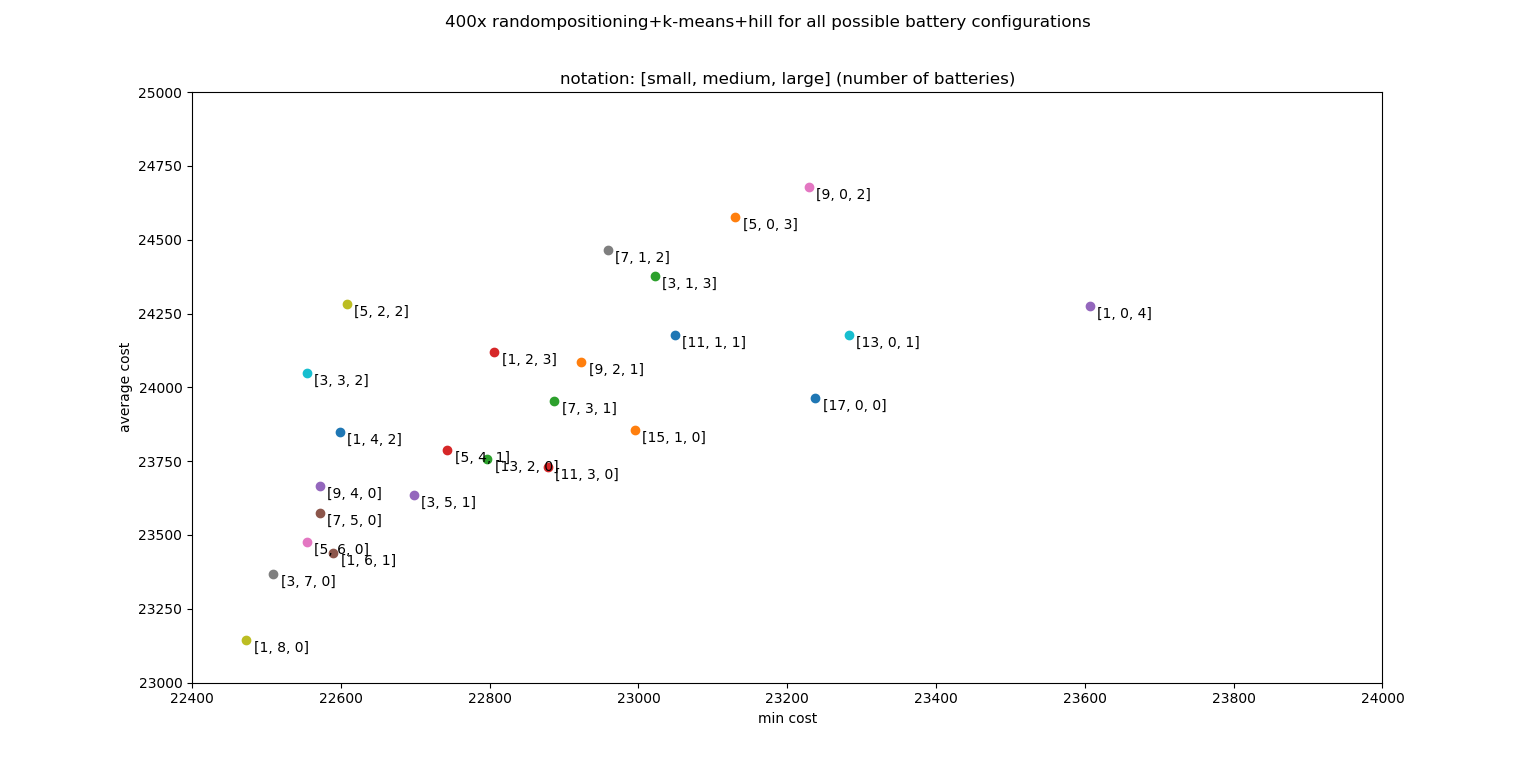 400x randompositioning+k-means+hill for all possible battery configurations
notation: [small, medium, large] (number of batteries)
25000
24750
24500
24250
24000
23750
23500
23250
23000
average cost
[9, 0, 2]
[5, 0, 3]
[7, 1, 2]
[3, 1, 3]
[5, 2, 2]
[1, 0, 4]
[11, 1, 1]
[13, 0, 1]
[1, 2, 3]
[9, 2, 1]
[3, 3, 2]
[17, 0, 0]
[7, 3, 1]
[15, 1, 0]
[1, 4, 2]
[5, 4, 1]
[13, 2, 0]
[11, 3, 0]
[9, 4, 0]
[3, 5, 1]
[7, 5, 0]
[5, 6, 0]
[1, 6, 1]
[3, 7, 0]
[1, 8, 0]
22400 22600 22800 23000 23200 23400 23600 23800 24000
min cost